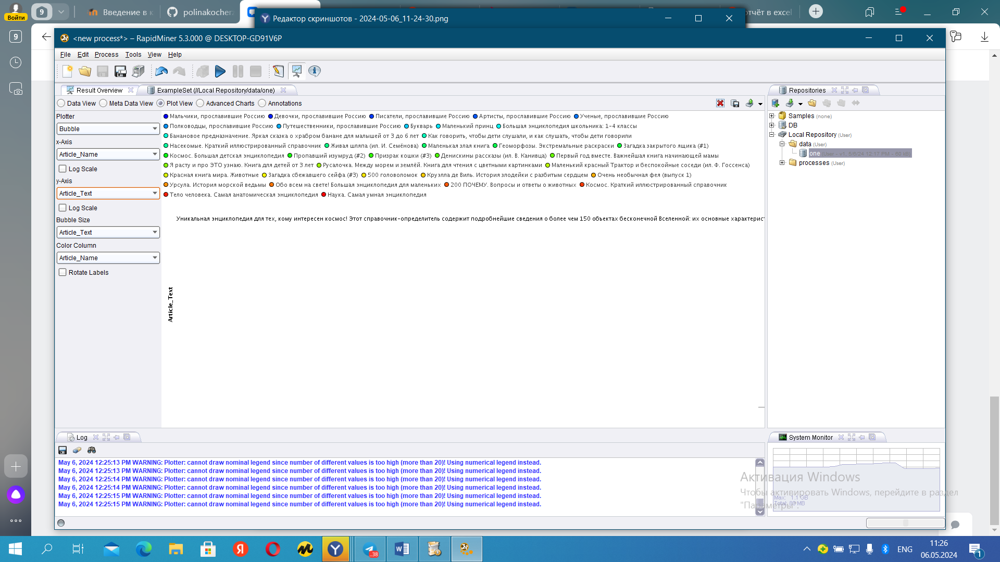 Войти
9
Введение в к
polinakocher
отчёт в excel
Редактор скриншотов - 2024-05-06_11-24-30.png
9
<new process*> – RapidMiner 5.3.000 @ DESKTOP-GD91V6P
File Edit Process Tools View Help
Result Overview
ExampleSet (//Local Repository/data/one)
Data View Meta Data View Plot View Advanced Charts Annotations
Plotter
Bubble
x-Axis
Article_Name
Log Scale
y-Axis
Article_Text
Log Scale
Bubble Size
Article_Text
Color Column
Article_Name
Rotate Labels
Мальчики, прославившие Россию Девочки, прославившие Россию Писатели, прославившие Россию Артисты, прославившие Россию Ученые, прославившие Россию
Полководцы, прославившие Россию Путешественники, прославившие Россию Букварь Маленький принц Большая энциклопедия школьника: 1-4 классы
Банановое предназначение. Яркая сказка о храбром банане для малышей от 3 до 6 лет Как говорить, чтобы дети слушали, и как слушать, чтобы дети говорили
Насекомые. Краткий иллюстрированный справочник Живая шляпа (ил. И. Семёнова) Маленькая злая книга Геоморфозы. Экстремальные раскраски Загадка закрытого ящика (#1)
Космос. Большая детская энциклопедия Пропавший изумруд (#2) Призрак кошки (#3) Денискины рассказы (ил. В. Канивца) Первый год вместе. Важнейшая книга начинающей мамы
Я расту и про ЭТО узнаю. Книга для детей от 3 лет Русалочка. Между морем и землёй. Книга для чтения с цветными картинками Маленький красный Трактор и беспокойные соседи (ил. Ф. Госсенса)
Красная книга мира. Животные Загадка сбежавшего сейфа (#3) 500 головоломок Круэлла де Виль. История злодейки с разбитым сердцем Очень необычная фея (выпуск 1)
Урсула. История морской ведьмы Обо всем на свете! Большая энциклопедия для маленьких 200 ПОЧЕМУ. Вопросы и ответы о животных Космос. Краткий иллюстрированный справочник
Тело человека. Самая анатомическая энциклопедия Наука. Самая умная энциклопедия
Уникальная энциклопедия для тех, кому интересен космос! Этот справочник-определитель содержит подробнейшие сведения о более чем 150 объектах бесконечной Вселенной: их основные характерист
Article_Text
Repositories
Samples (none)
DB
Local Repository (User)
data (User)
one (User - v1, 5/6/24 12:17 PM - 60 kB)
processes (User)
Log
May 6, 2024 12:25:13 PM WARNING: Plotter: cannot draw nominal legend since number of different values is too high (more than 20)! Using numerical legend instead.
May 6, 2024 12:25:13 PM WARNING: Plotter: cannot draw nominal legend since number of different values is too high (more than 20)! Using numerical legend instead.
May 6, 2024 12:25:14 PM WARNING: Plotter: cannot draw nominal legend since number of different values is too high (more than 20)! Using numerical legend instead.
May 6, 2024 12:25:14 PM WARNING: Plotter: cannot draw nominal legend since number of different values is too high (more than 20)! Using numerical legend instead.
May 6, 2024 12:25:15 PM WARNING: Plotter: cannot draw nominal legend since number of different values is too high (more than 20)! Using numerical legend instead.
May 6, 2024 12:25:15 PM WARNING: Plotter: cannot draw nominal legend since number of different values is too high (more than 20)! Using numerical legend instead.
System Monitor
Max: 1.1 GB
Total: 80 MB
Активация Windows
Чтобы активировать Windows, перейдите в раздел
"Параметры".
38
ENG
11:26
06.05.2024
1